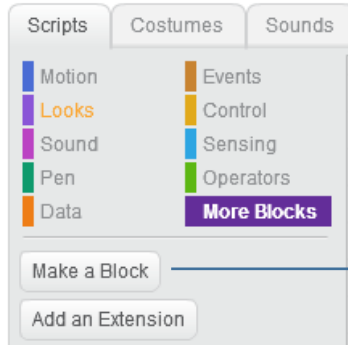 Scripts Costumes Sounds
Motion Events
Looks Control
Sound Sensing
Pen Operators
Data More Blocks
Make a Block
Add an Extension